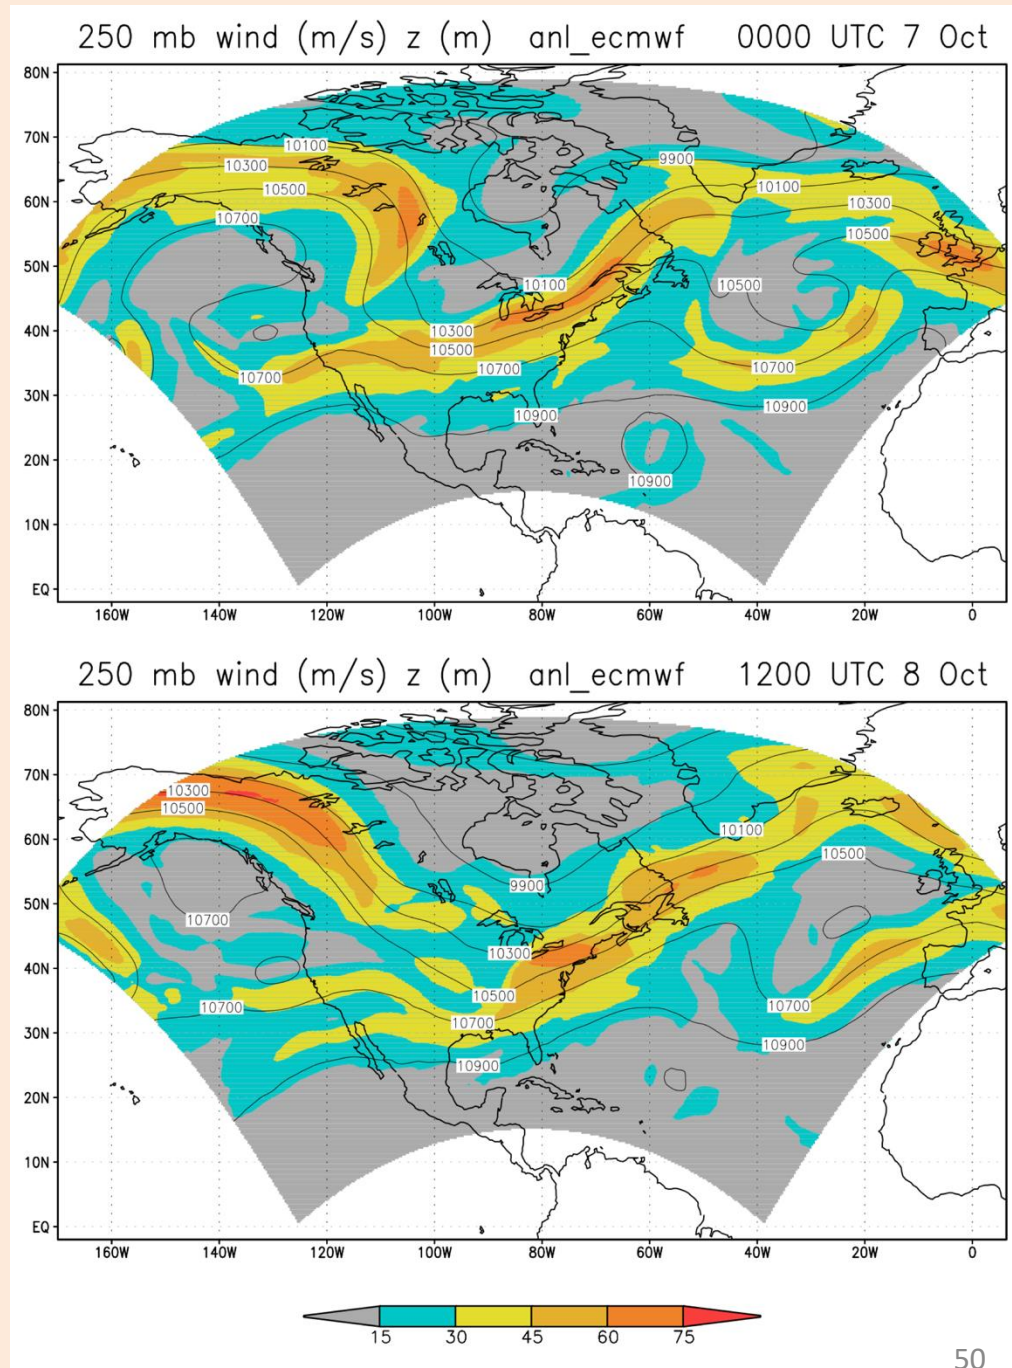 250 mb wind (m/s) z (m) anl_ecmwf 0000 UTC 7 Oct
80N
70N
10100
9900
10300
10100
10500
10300
60N
10700
10500
50N
10100
10500
40N
10300
10500
10700
10700
10700
30N
10900
10900
20N
10900
10N
EQ
160W 140W 120W 100W 80W 60W 40W 20W 0
250 mb wind (m/s) z (m) anl_ecmwf 1200 UTC 8 Oct
80N
70N
10300
10500
60N
10100
10500
9900
50N
10700
10300
40N
10500
10700
10700
10700
30N
10900
10900
20N
10N
EQ
160W 140W 120W 100W 80W 60W 40W 20W 0
15 30 45 60 75
50